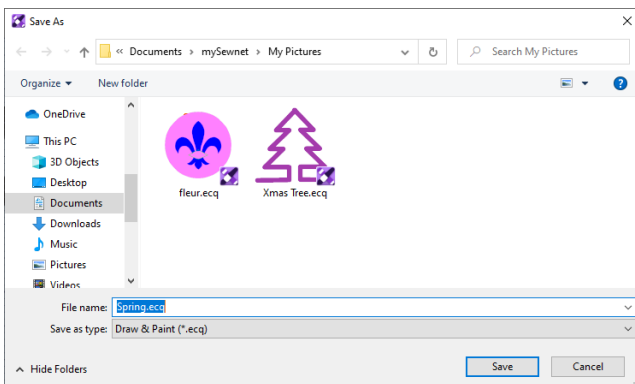 Save As
« Documents › mySewnet › My Pictures
Search My Pictures
Organize
New folder
OneDrive
This PC
3D Objects
Desktop
Documents
Downloads
Music
Pictures
Videos
fleur.ecq
Xmas Tree.ecq
File name: Spring.ecq
Save as type: Draw & Paint (*.ecq)
Hide Folders
Save
Cancel